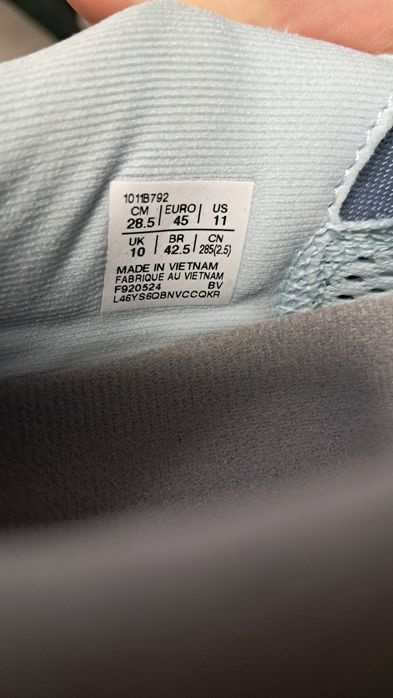 1011B792
CM | EURO | US
28.5 | 45 | 11
UK | BR | CN
10 | 42.5 | 285(2.5)
MADE IN VIETNAM
FABRIQUE AU VIETNAM
F920524 BV
L46YS6QBNVCCQKR